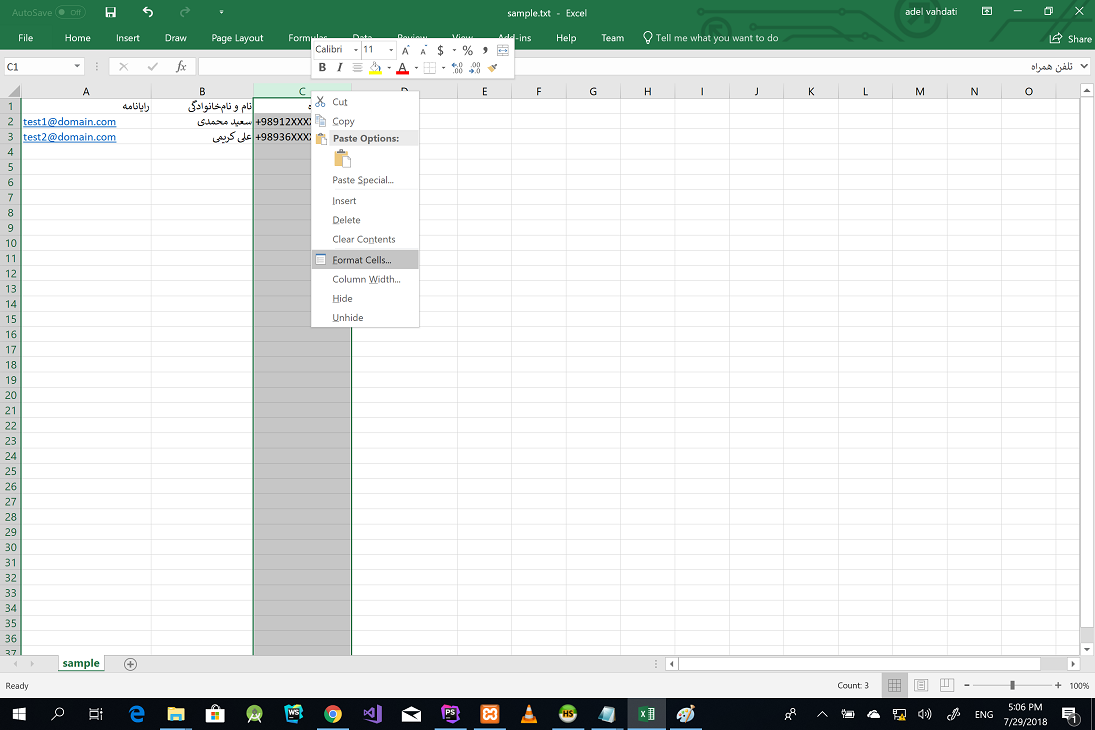 AutoSave Off
sample.txt - Excel
adel vahdati
File Home Insert Draw Page Layout Formulas Data Review View Add-ins Help Team Tell me what you want to do Share
Calibri 11 A A $ % ,
B I A .00 .00
C1 fx تلفن همراه
A B C D E F G H I J K L M N O
1 رایانامه نام و نام‌خانوادگی
2 test1@domain.com سعید محمدی +98912XXX
3 test2@domain.com علی کریمی +98936XXX
4
5
6
7
8
9
10
11
12
13
14
15
16
17
18
19
20
21
22
23
24
25
26
27
28
29
30
31
32
33
34
35
36
37
Cut
Copy
Paste Options:
Paste Special...
Insert
Delete
Clear Contents
Format Cells...
Column Width...
Hide
Unhide
sample
Ready
Count: 3
- + 100%
WS PS HS
ENG
5:06 PM
7/29/2018
1